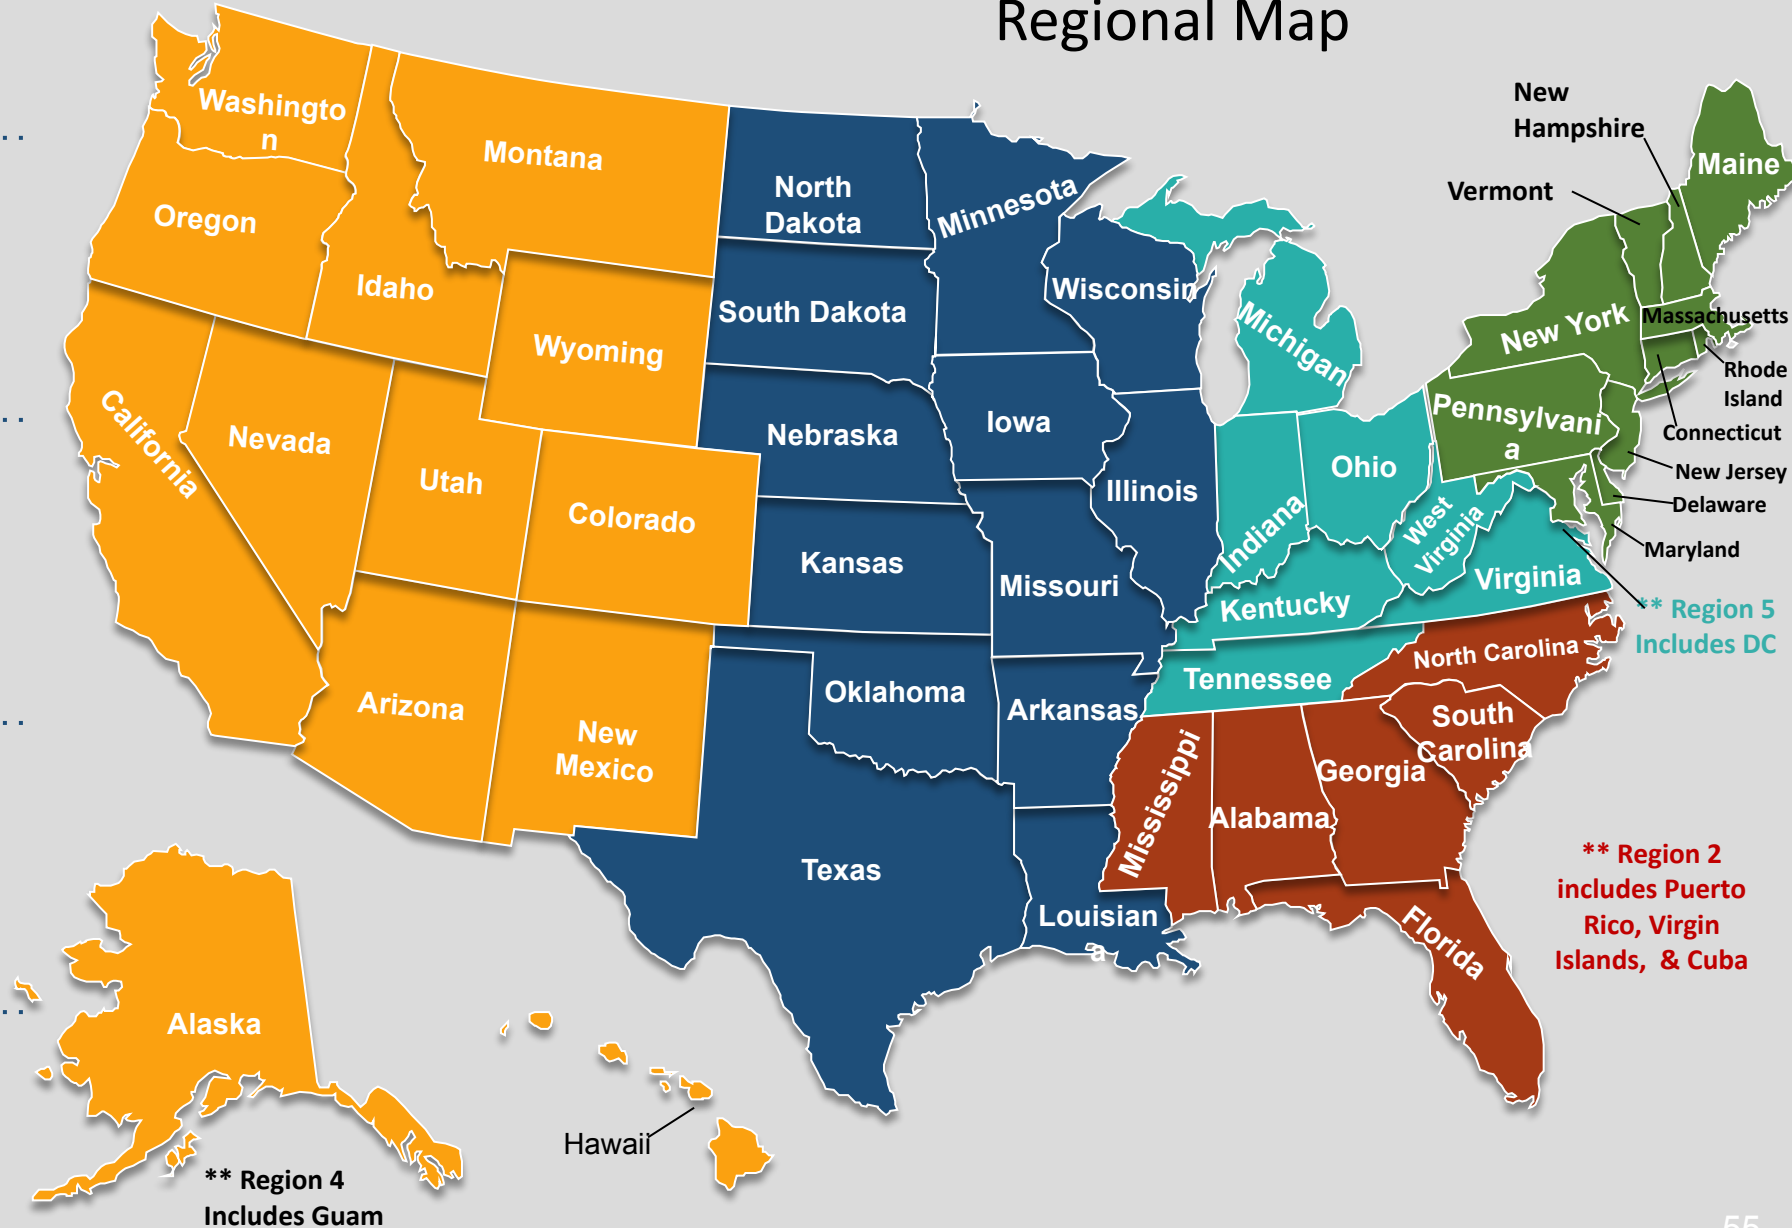 Regional Map
Washingto
n
Montana
Oregon
Idaho
Wyoming
California
Nevada
Utah
Colorado
Arizona
New
Mexico
Alaska
Hawaii
** Region 4
Includes Guam
North
Dakota
Minnesota
South Dakota
Wisconsin
Nebraska
Iowa
Illinois
Kansas
Missouri
Oklahoma
Arkansas
Texas
Louisian
a
Michigan
Indiana
Ohio
West
Virginia
Kentucky
Virginia
Tennessee
** Region 5
Includes DC
North Carolina
South
Carolina
Georgia
Alabama
Mississippi
Florida
** Region 2
includes Puerto
Rico, Virgin
Islands, & Cuba
New
Hampshire
Vermont
Maine
New York
Massachusetts
Rhode
Island
Connecticut
Pennsylvani
a
New Jersey
Delaware
Maryland
55